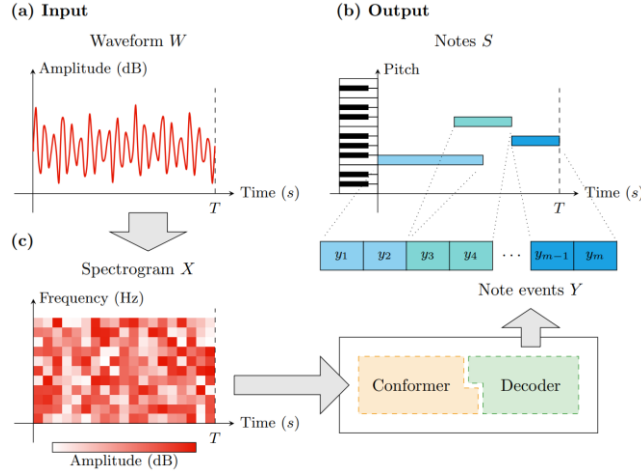 (a) Input
Waveform W
Amplitude (dB)
Time (s)
T
(b) Output
Notes S
Pitch
Time (s)
T
y1 y2 y3 y4 ... ym−1 ym
Note events Y
(c)
Spectrogram X
Frequency (Hz)
Time (s)
T
Amplitude (dB)
Conformer
Decoder